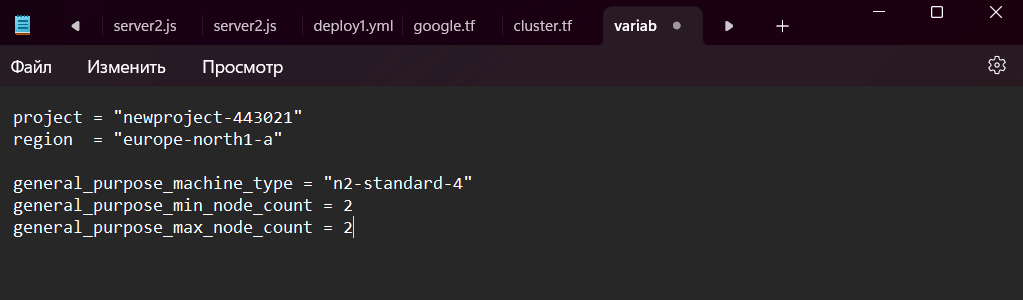 server2.js server2.js deploy1.yml google.tf cluster.tf variab
Файл Изменить Просмотр
project = "newproject-443021"
region  = "europe-north1-a"
general_purpose_machine_type = "n2-standard-4"
general_purpose_min_node_count = 2
general_purpose_max_node_count = 2